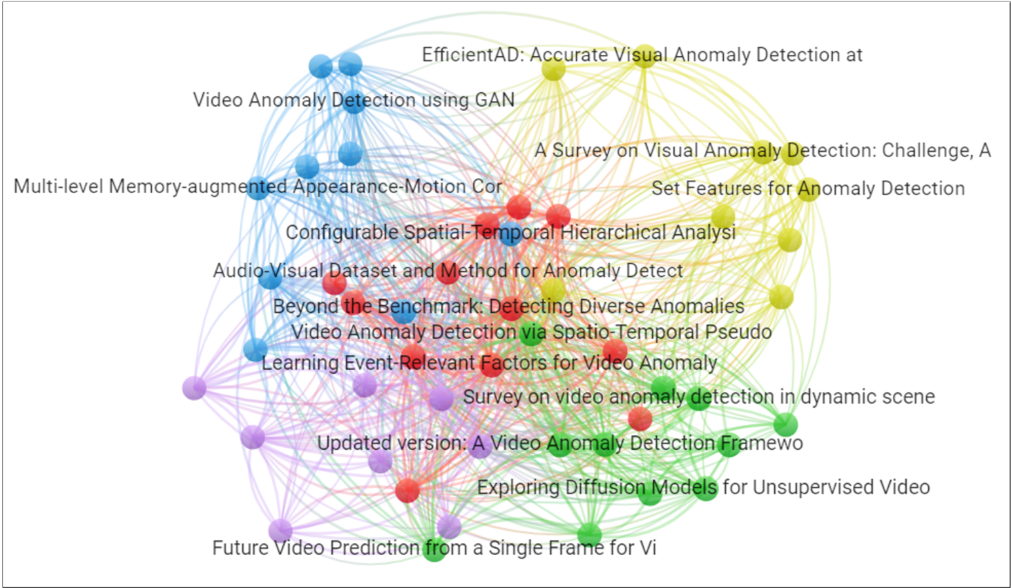 EfficientAD: Accurate Visual Anomaly Detection at
Video Anomaly Detection using GAN
A Survey on Visual Anomaly Detection: Challenge, A
Multi-level Memory-augmented Appearance-Motion Cor
Set Features for Anomaly Detection
Configurable Spatial-Temporal Hierarchical Analysi
Audio-Visual Dataset and Method for Anomaly Detect
Beyond the Benchmark: Detecting Diverse Anomalies
Video Anomaly Detection via Spatio-Temporal Pseudo
Learning Event-Relevant Factors for Video Anomaly
Survey on video anomaly detection in dynamic scene
Updated version: A Video Anomaly Detection Framewo
Exploring Diffusion Models for Unsupervised Video
Future Video Prediction from a Single Frame for Vi